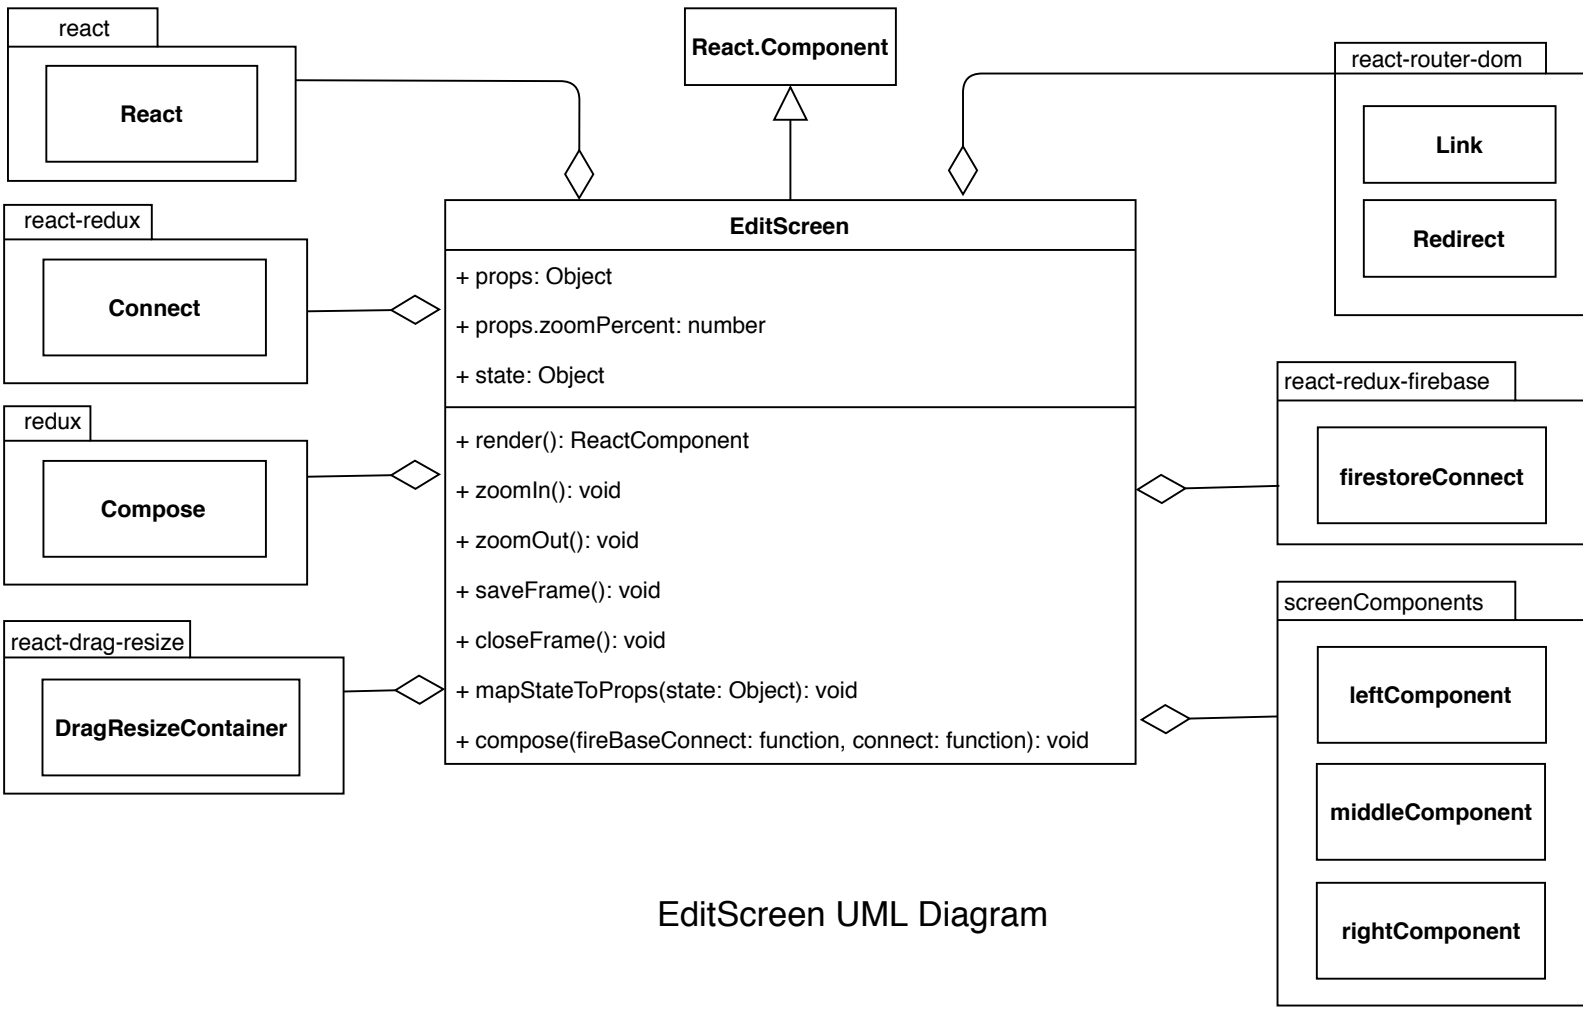 react
React
React.Component
react-router-dom
Link
Redirect
react-redux
Connect
EditScreen
+ props: Object
+ props.zoomPercent: number
+ state: Object
+ render(): ReactComponent
+ zoomIn(): void
+ zoomOut(): void
+ saveFrame(): void
+ closeFrame(): void
+ mapStateToProps(state: Object): void
+ compose(fireBaseConnect: function, connect: function): void
redux
Compose
react-drag-resize
DragResizeContainer
react-redux-firebase
firestoreConnect
screenComponents
leftComponent
middleComponent
rightComponent
EditScreen UML Diagram